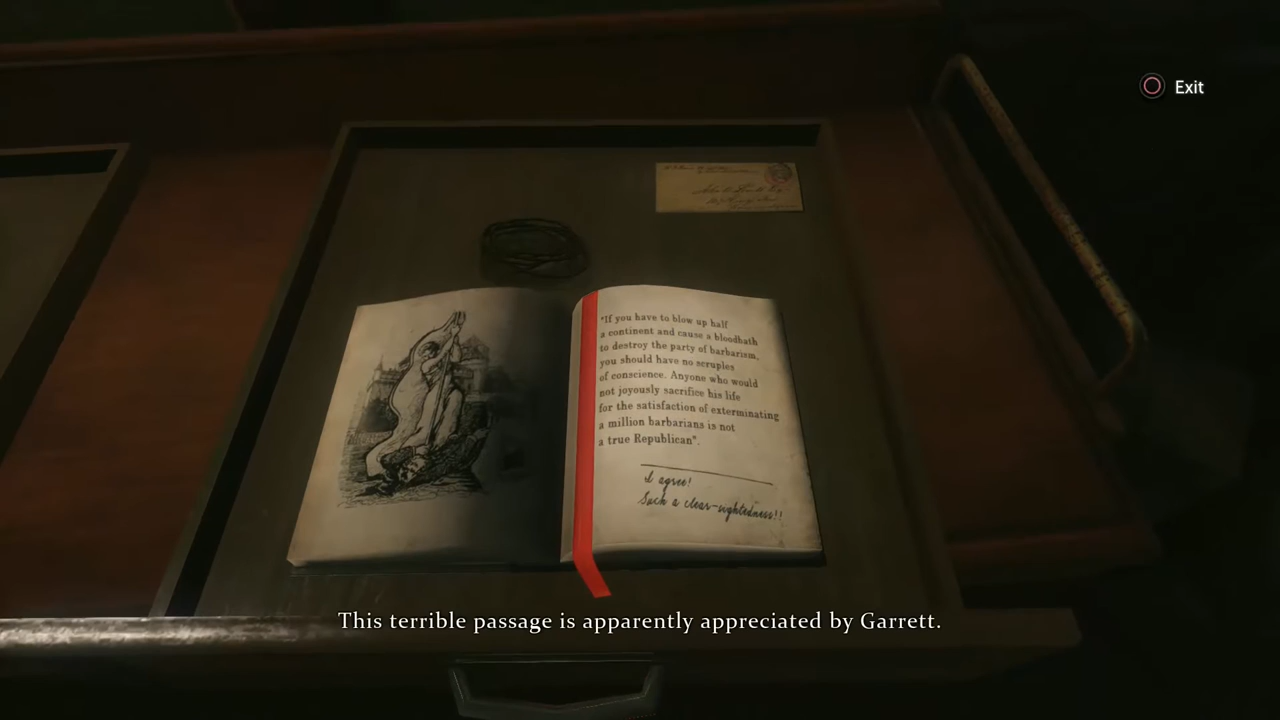 Exit
"If you have to blow up half
a continent and cause a bloodbath
to destroy the party of barbarism,
you should have no scruples
of conscience. Anyone who would
not joyously sacrifice his life
for the satisfaction of exterminating
a million barbarians is not
a true Republican".
I agree!
Such a clear-sightedness!!
This terrible passage is apparently appreciated by Garrett.